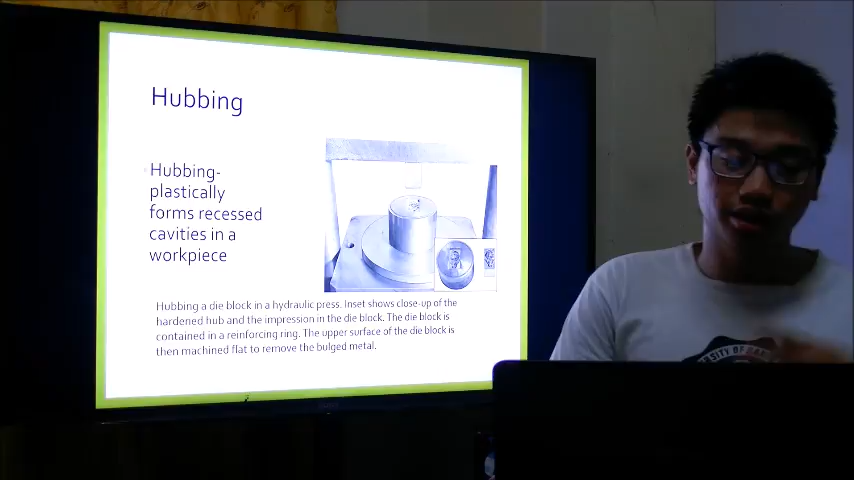 Hubbing
Hubbing-
plastically
forms recessed
cavities in a
workpiece
Hubbing a die block in a hydraulic press. Inset shows close-up of the
hardened hub and the impression in the die block. The die block is
contained in a reinforcing ring. The upper surface of the die block is
then machined flat to remove the bulged metal.